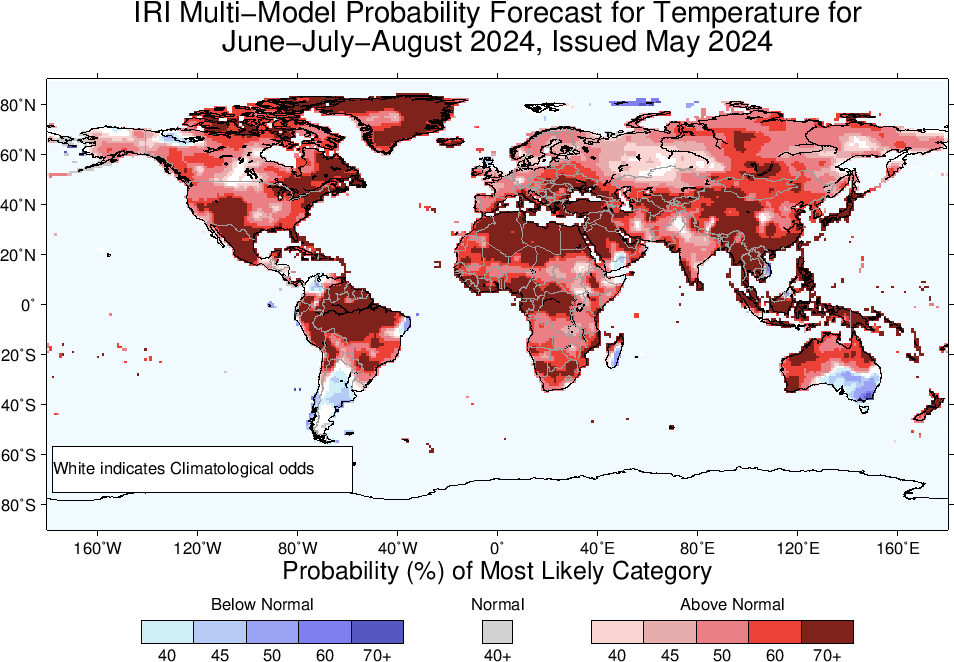 IRI Multi−Model Probability Forecast for Temperature for
June−July−August 2024, Issued May 2024
80˚N
60˚N
40˚N
20˚N
0˚
20˚S
40˚S
60˚S
80˚S
White indicates Climatological odds
160˚W 120˚W 80˚W 40˚W 0˚ 40˚E 80˚E 120˚E 160˚E
Probability (%) of Most Likely Category
Below Normal Normal Above Normal
40 45 50 60 70+ 40+ 40 45 50 60 70+